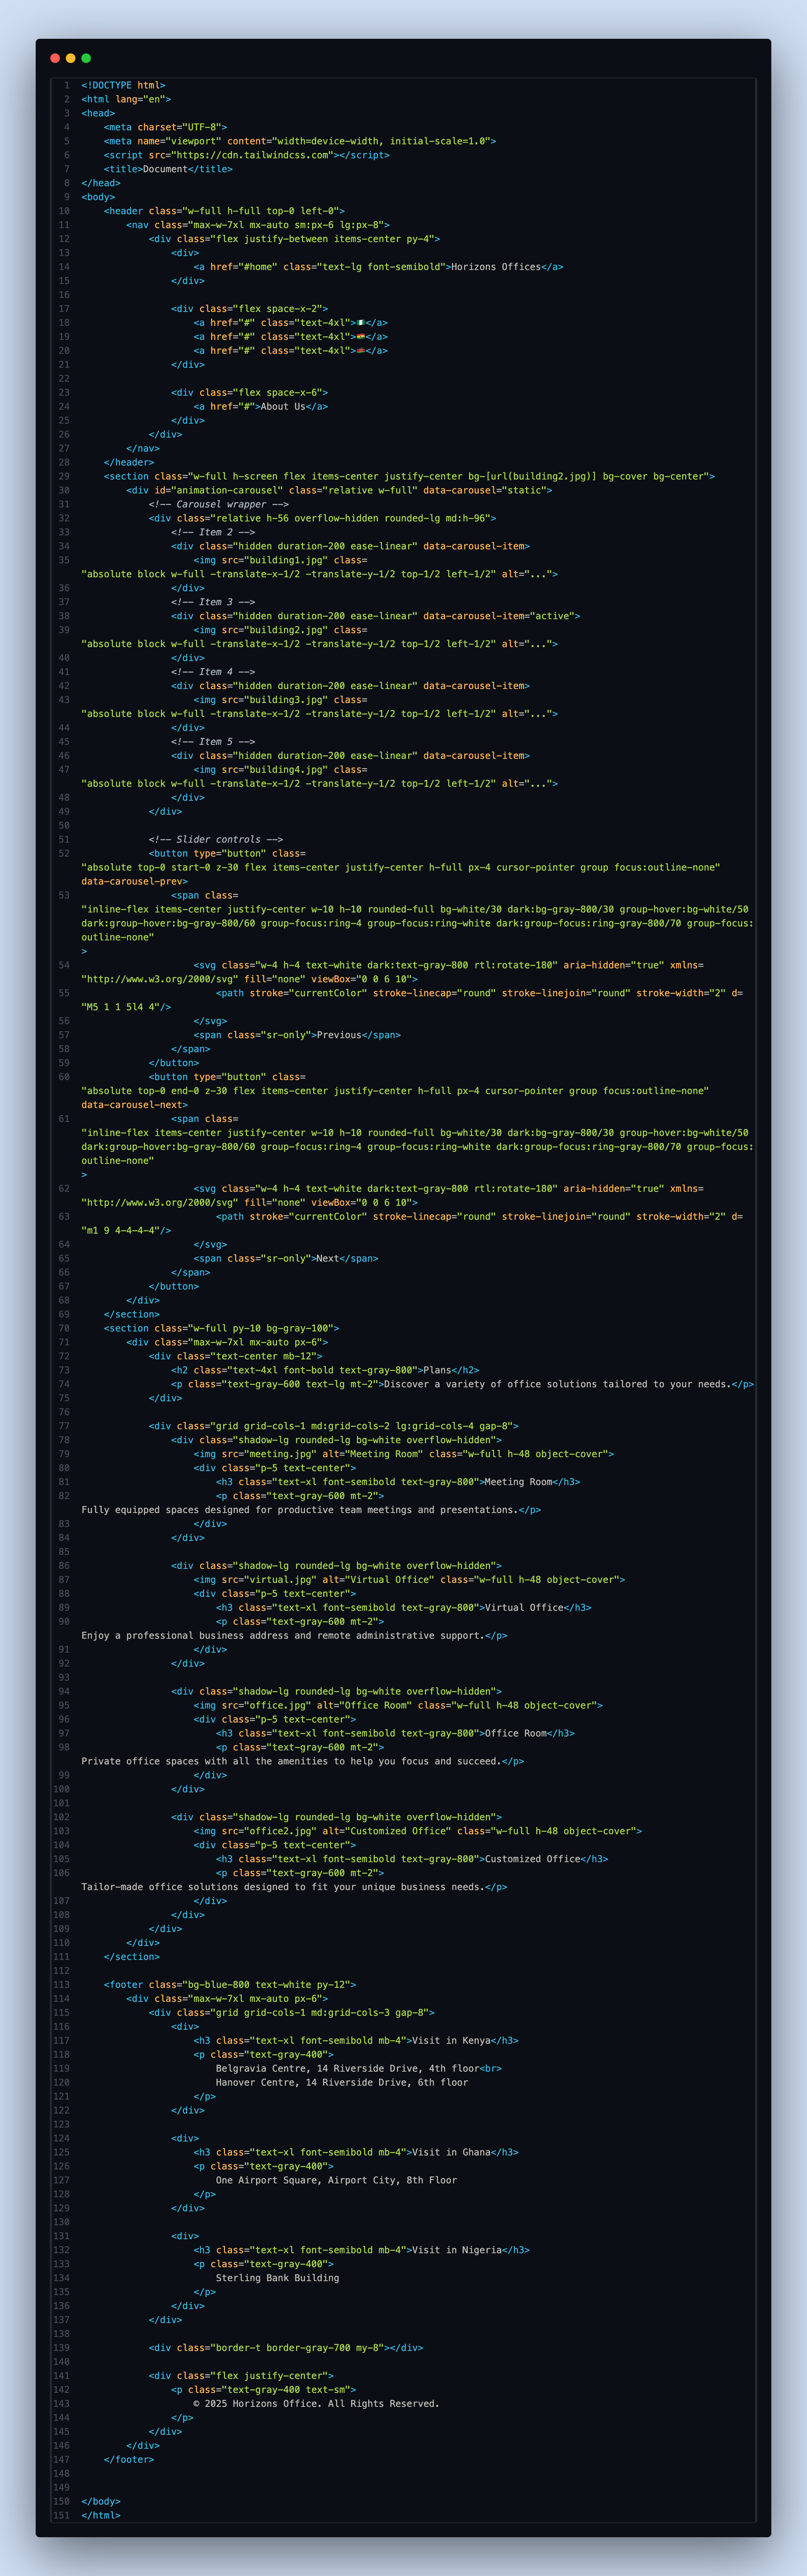 1 <!DOCTYPE html>
2 <html lang="en">
3 <head>
4 <meta charset="UTF-8">
5 <meta name="viewport" content="width=device-width, initial-scale=1.0">
6 <script src="https://cdn.tailwindcss.com"></script>
7 <title>Document</title>
8 </head>
9 <body>
10 <header class="w-full h-full top-0 left-0">
11 <nav class="max-w-7xl mx-auto sm:px-6 lg:px-8">
12 <div class="flex justify-between items-center py-4">
13 <div>
14 <a href="#home" class="text-lg font-semibold">Horizons Offices</a>
15 </div>
16
17 <div class="flex space-x-2">
18 <a href="#" class="text-4xl">🇳🇬</a>
19 <a href="#" class="text-4xl">🇬🇭</a>
20 <a href="#" class="text-4xl">🇰🇪</a>
21 </div>
22
23 <div class="flex space-x-6">
24 <a href="#">About Us</a>
25 </div>
26 </div>
27 </nav>
28 </header>
29 <section class="w-full h-screen flex items-center justify-center bg-[url(building2.jpg)] bg-cover bg-center">
30 <div id="animation-carousel" class="relative w-full" data-carousel="static">
31 <!-- Carousel wrapper -->
32 <div class="relative h-56 overflow-hidden rounded-lg md:h-96">
33 <!-- Item 2 -->
34 <div class="hidden duration-200 ease-linear" data-carousel-item>
35 <img src="building1.jpg" class=
"absolute block w-full -translate-x-1/2 -translate-y-1/2 top-1/2 left-1/2" alt="...">
36 </div>
37 <!-- Item 3 -->
38 <div class="hidden duration-200 ease-linear" data-carousel-item="active">
39 <img src="building2.jpg" class=
"absolute block w-full -translate-x-1/2 -translate-y-1/2 top-1/2 left-1/2" alt="...">
40 </div>
41 <!-- Item 4 -->
42 <div class="hidden duration-200 ease-linear" data-carousel-item>
43 <img src="building3.jpg" class=
"absolute block w-full -translate-x-1/2 -translate-y-1/2 top-1/2 left-1/2" alt="...">
44 </div>
45 <!-- Item 5 -->
46 <div class="hidden duration-200 ease-linear" data-carousel-item>
47 <img src="building4.jpg" class=
"absolute block w-full -translate-x-1/2 -translate-y-1/2 top-1/2 left-1/2" alt="...">
48 </div>
49 </div>
50
51 <!-- Slider controls -->
52 <button type="button" class=
"absolute top-0 start-0 z-30 flex items-center justify-center h-full px-4 cursor-pointer group focus:outline-none"
data-carousel-prev>
53 <span class=
"inline-flex items-center justify-center w-10 h-10 rounded-full bg-white/30 dark:bg-gray-800/30 group-hover:bg-white/50
dark:group-hover:bg-gray-800/60 group-focus:ring-4 group-focus:ring-white dark:group-focus:ring-gray-800/70 group-focus:
outline-none"
>
54 <svg class="w-4 h-4 text-white dark:text-gray-800 rtl:rotate-180" aria-hidden="true" xmlns=
"http://www.w3.org/2000/svg" fill="none" viewBox="0 0 6 10">
55 <path stroke="currentColor" stroke-linecap="round" stroke-linejoin="round" stroke-width="2" d=
"M5 1 1 5l4 4"/>
56 </svg>
57 <span class="sr-only">Previous</span>
58 </span>
59 </button>
60 <button type="button" class=
"absolute top-0 end-0 z-30 flex items-center justify-center h-full px-4 cursor-pointer group focus:outline-none"
data-carousel-next>
61 <span class=
"inline-flex items-center justify-center w-10 h-10 rounded-full bg-white/30 dark:bg-gray-800/30 group-hover:bg-white/50
dark:group-hover:bg-gray-800/60 group-focus:ring-4 group-focus:ring-white dark:group-focus:ring-gray-800/70 group-focus:
outline-none"
>
62 <svg class="w-4 h-4 text-white dark:text-gray-800 rtl:rotate-180" aria-hidden="true" xmlns=
"http://www.w3.org/2000/svg" fill="none" viewBox="0 0 6 10">
63 <path stroke="currentColor" stroke-linecap="round" stroke-linejoin="round" stroke-width="2" d=
"m1 9 4-4-4-4"/>
64 </svg>
65 <span class="sr-only">Next</span>
66 </span>
67 </button>
68 </div>
69 </section>
70 <section class="w-full py-10 bg-gray-100">
71 <div class="max-w-7xl mx-auto px-6">
72 <div class="text-center mb-12">
73 <h2 class="text-4xl font-bold text-gray-800">Plans</h2>
74 <p class="text-gray-600 text-lg mt-2">Discover a variety of office solutions tailored to your needs.</p>
75 </div>
76
77 <div class="grid grid-cols-1 md:grid-cols-2 lg:grid-cols-4 gap-8">
78 <div class="shadow-lg rounded-lg bg-white overflow-hidden">
79 <img src="meeting.jpg" alt="Meeting Room" class="w-full h-48 object-cover">
80 <div class="p-5 text-center">
81 <h3 class="text-xl font-semibold text-gray-800">Meeting Room</h3>
82 <p class="text-gray-600 mt-2">
Fully equipped spaces designed for productive team meetings and presentations.</p>
83 </div>
84 </div>
85
86 <div class="shadow-lg rounded-lg bg-white overflow-hidden">
87 <img src="virtual.jpg" alt="Virtual Office" class="w-full h-48 object-cover">
88 <div class="p-5 text-center">
89 <h3 class="text-xl font-semibold text-gray-800">Virtual Office</h3>
90 <p class="text-gray-600 mt-2">
Enjoy a professional business address and remote administrative support.</p>
91 </div>
92 </div>
93
94 <div class="shadow-lg rounded-lg bg-white overflow-hidden">
95 <img src="office.jpg" alt="Office Room" class="w-full h-48 object-cover">
96 <div class="p-5 text-center">
97 <h3 class="text-xl font-semibold text-gray-800">Office Room</h3>
98 <p class="text-gray-600 mt-2">
Private office spaces with all the amenities to help you focus and succeed.</p>
99 </div>
100 </div>
101
102 <div class="shadow-lg rounded-lg bg-white overflow-hidden">
103 <img src="office2.jpg" alt="Customized Office" class="w-full h-48 object-cover">
104 <div class="p-5 text-center">
105 <h3 class="text-xl font-semibold text-gray-800">Customized Office</h3>
106 <p class="text-gray-600 mt-2">
Tailor-made office solutions designed to fit your unique business needs.</p>
107 </div>
108 </div>
109 </div>
110 </div>
111 </section>
112
113 <footer class="bg-blue-800 text-white py-12">
114 <div class="max-w-7xl mx-auto px-6">
115 <div class="grid grid-cols-1 md:grid-cols-3 gap-8">
116 <div>
117 <h3 class="text-xl font-semibold mb-4">Visit in Kenya</h3>
118 <p class="text-gray-400">
119 Belgravia Centre, 14 Riverside Drive, 4th floor<br>
120 Hanover Centre, 14 Riverside Drive, 6th floor
121 </p>
122 </div>
123
124 <div>
125 <h3 class="text-xl font-semibold mb-4">Visit in Ghana</h3>
126 <p class="text-gray-400">
127 One Airport Square, Airport City, 8th Floor
128 </p>
129 </div>
130
131 <div>
132 <h3 class="text-xl font-semibold mb-4">Visit in Nigeria</h3>
133 <p class="text-gray-400">
134 Sterling Bank Building
135 </p>
136 </div>
137 </div>
138
139 <div class="border-t border-gray-700 my-8"></div>
140
141 <div class="flex justify-center">
142 <p class="text-gray-400 text-sm">
143 © 2025 Horizons Office. All Rights Reserved.
144 </p>
145 </div>
146 </div>
147 </footer>
148
149
150 </body>
151 </html>